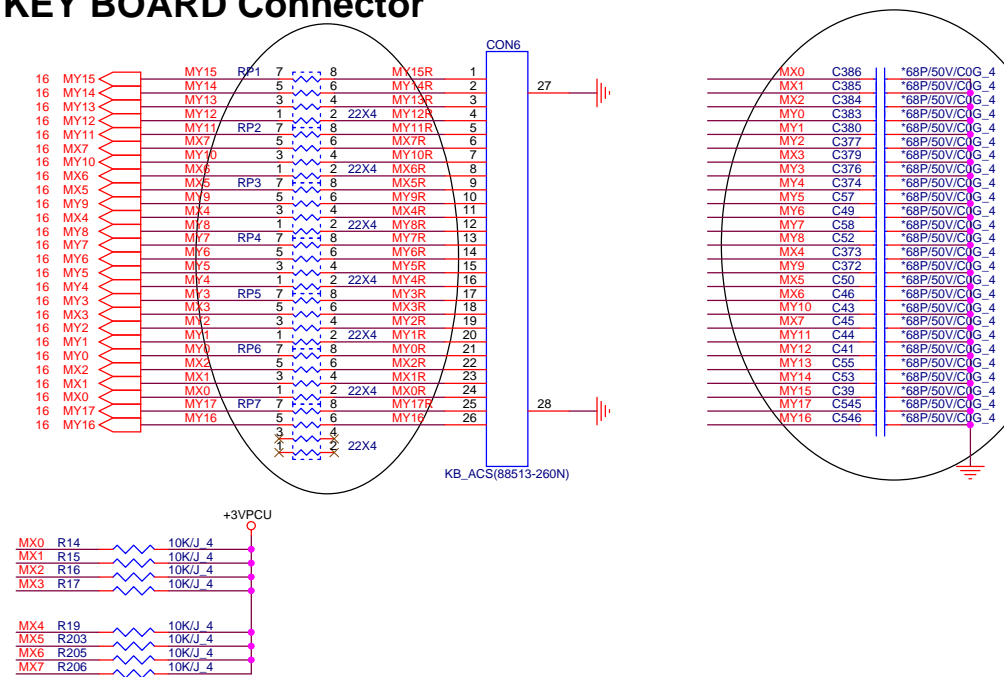 KEY BOARD Connector
CON6
16 MY15 MY15 RP1 7 8 MY15R 1 27 MX0 C386 *68P/50V/C0G_4
16 MY14 MY14 5 6 MY14R 2 MX1 C385 *68P/50V/C0G_4
16 MY13 MY13 3 4 MY13R 3 MX2 C384 *68P/50V/C0G_4
16 MY12 MY12 1 2 22X4 MY12R 4 MY0 C383 *68P/50V/C0G_4
16 MY11 MY11 RP2 7 8 MY11R 5 MY1 C380 *68P/50V/C0G_4
16 MX7 MX7 5 6 MX7R 6 MY2 C377 *68P/50V/C0G_4
16 MY10 MY10 3 4 MY10R 7 MX3 C379 *68P/50V/C0G_4
16 MX6 MX6 1 2 22X4 MX6R 8 MY3 C376 *68P/50V/C0G_4
16 MX5 MX5 RP3 7 8 MX5R 9 MY4 C374 *68P/50V/C0G_4
16 MY9 MY9 5 6 MY9R 10 MY5 C57 *68P/50V/C0G_4
16 MX4 MX4 3 4 MX4R 11 MY6 C49 *68P/50V/C0G_4
16 MY8 MY8 1 2 22X4 MY8R 12 MY7 C58 *68P/50V/C0G_4
16 MY7 MY7 RP4 7 8 MY7R 13 MY8 C52 *68P/50V/C0G_4
16 MY6 MY6 5 6 MY6R 14 MX4 C373 *68P/50V/C0G_4
16 MY5 MY5 3 4 MY5R 15 MY9 C372 *68P/50V/C0G_4
16 MY4 MY4 1 2 22X4 MY4R 16 MX5 C50 *68P/50V/C0G_4
16 MY3 MY3 RP5 7 8 MY3R 17 MX6 C46 *68P/50V/C0G_4
16 MX3 MX3 5 6 MX3R 18 MY10 C43 *68P/50V/C0G_4
16 MY2 MY2 3 4 MY2R 19 MX7 C45 *68P/50V/C0G_4
16 MY1 MY1 1 2 22X4 MY1R 20 MY11 C44 *68P/50V/C0G_4
16 MY0 MY0 RP6 7 8 MY0R 21 MY12 C41 *68P/50V/C0G_4
16 MX2 MX2 5 6 MX2R 22 MY13 C55 *68P/50V/C0G_4
16 MX1 MX1 3 4 MX1R 23 MY14 C53 *68P/50V/C0G_4
16 MX0 MX0 1 2 22X4 MX0R 24 MY15 C39 *68P/50V/C0G_4
16 MY17 MY17 RP7 7 8 MY17R 25 28 MY17 C545 *68P/50V/C0G_4
16 MY16 MY16 5 6 MY16 26 MY16 C546 *68P/50V/C0G_4
3 4
1 2 22X4
KB_ACS(88513-260N)
+3VPCU
MX0 R14 10K/J_4
MX1 R15 10K/J_4
MX2 R16 10K/J_4
MX3 R17 10K/J_4
MX4 R19 10K/J_4
MX5 R203 10K/J_4
MX6 R205 10K/J_4
MX7 R206 10K/J_4